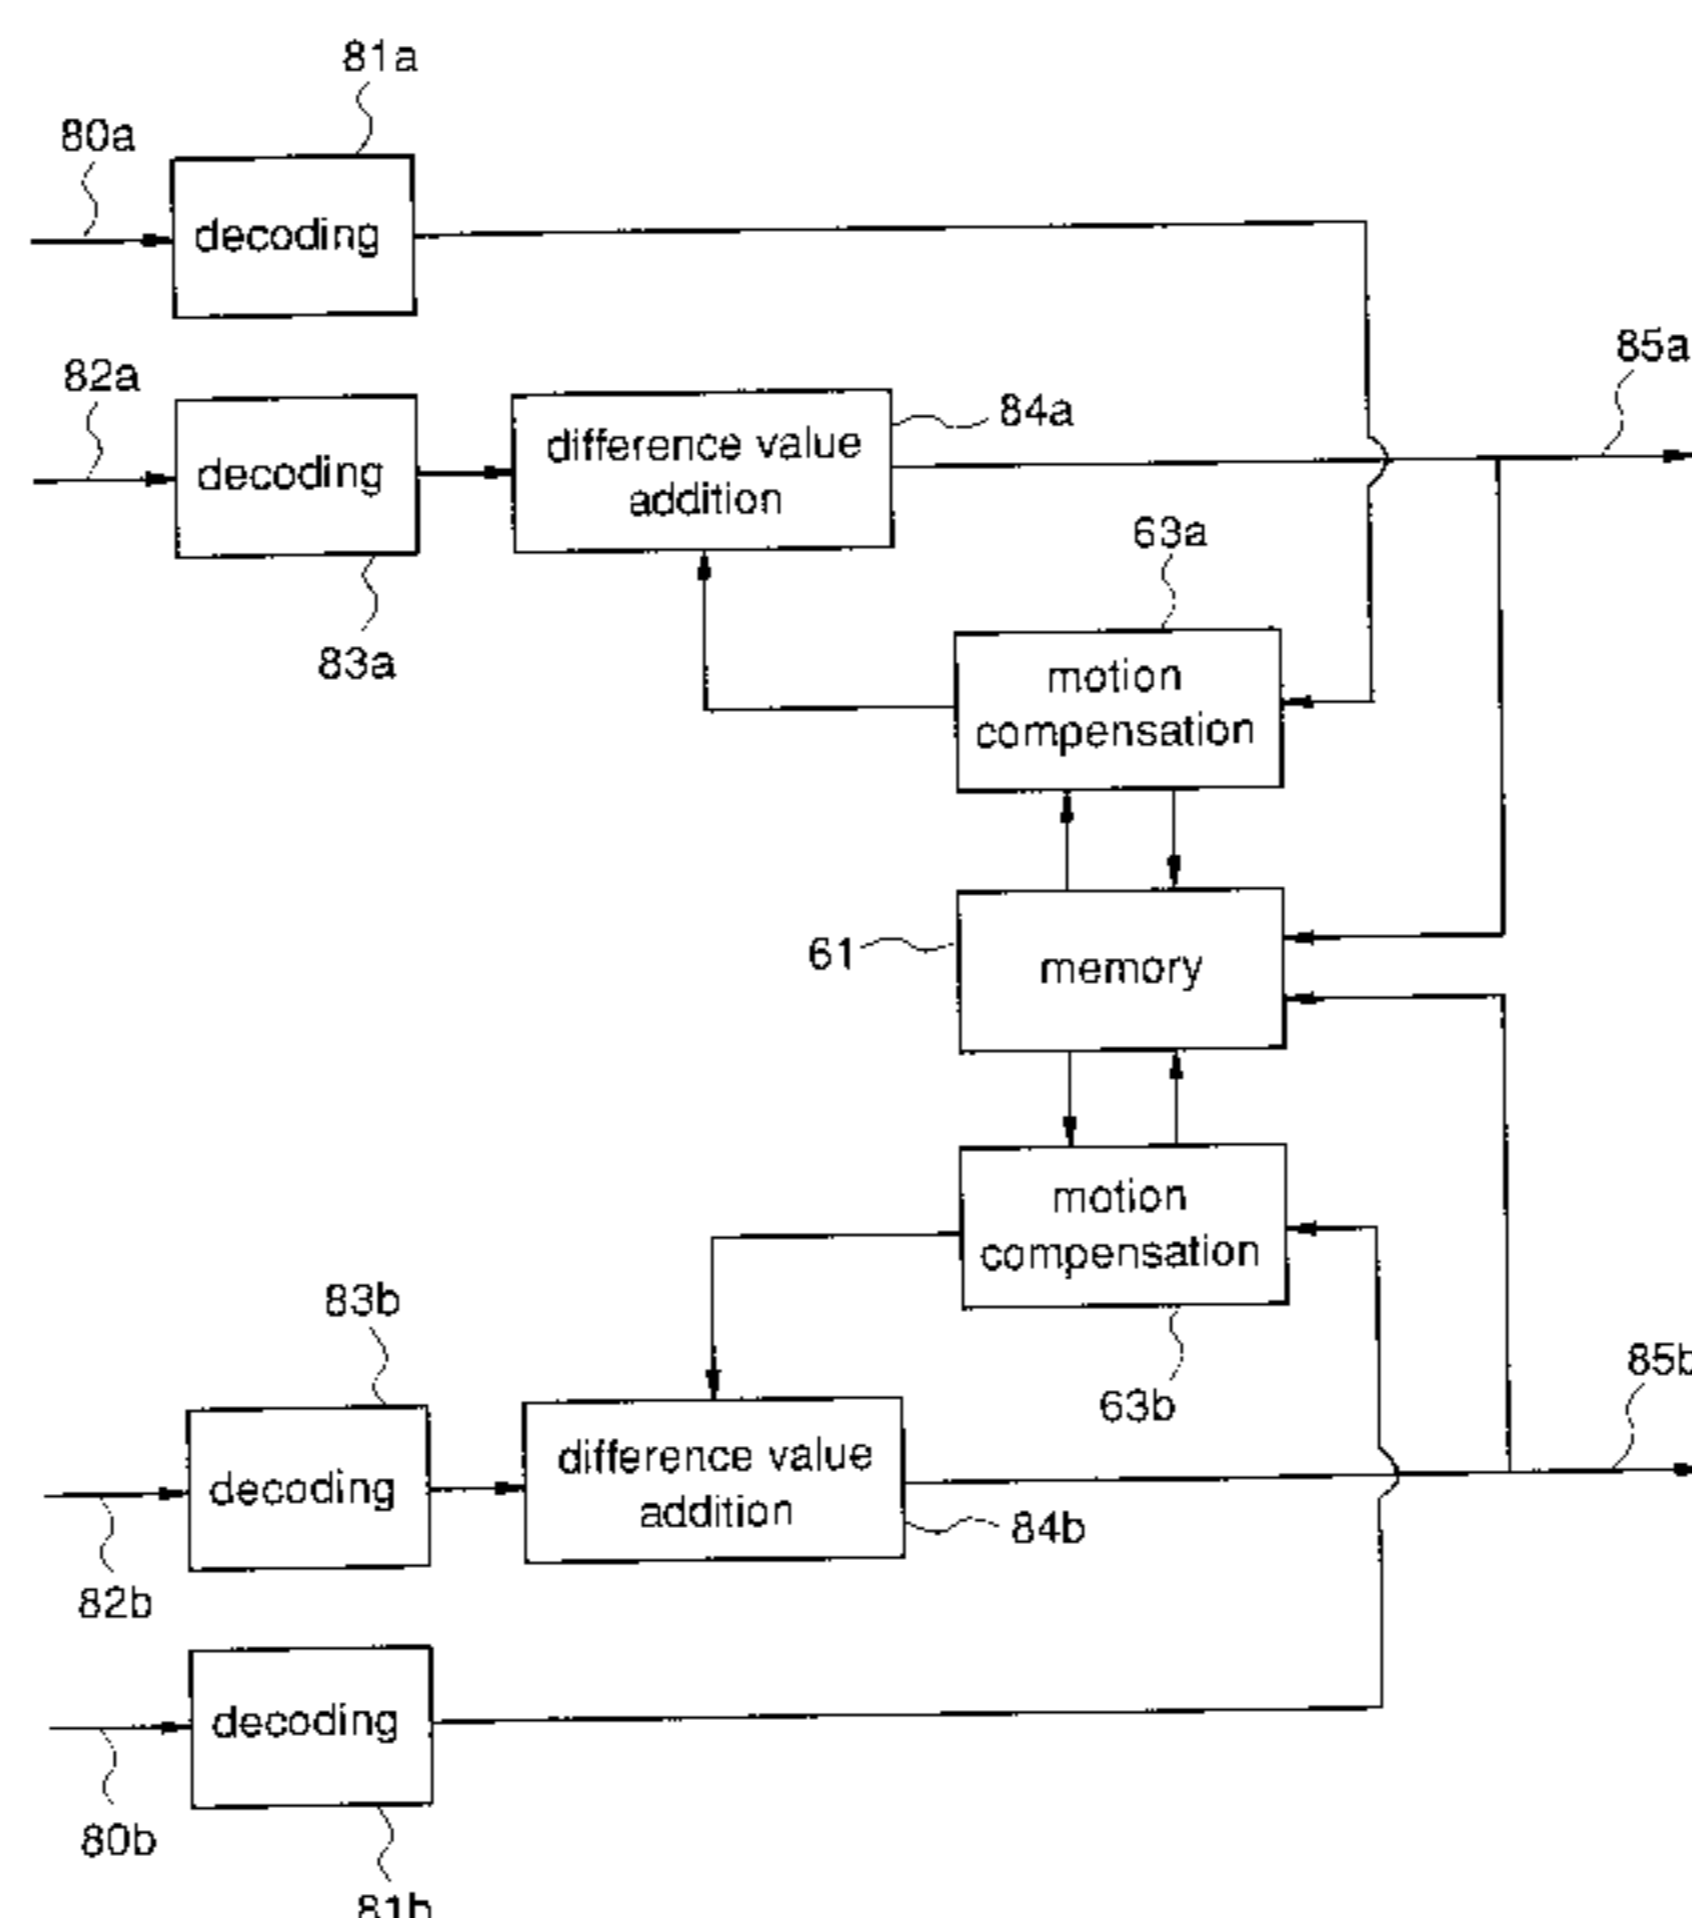 81a
80a
decoding
82a
85a
84a
difference value
addition
decoding
63a
83a
motion
compensation
61
memory
motion
compensation
83b
85b
63b
difference value
addition
decoding
84b
82b
decoding
80b
81b